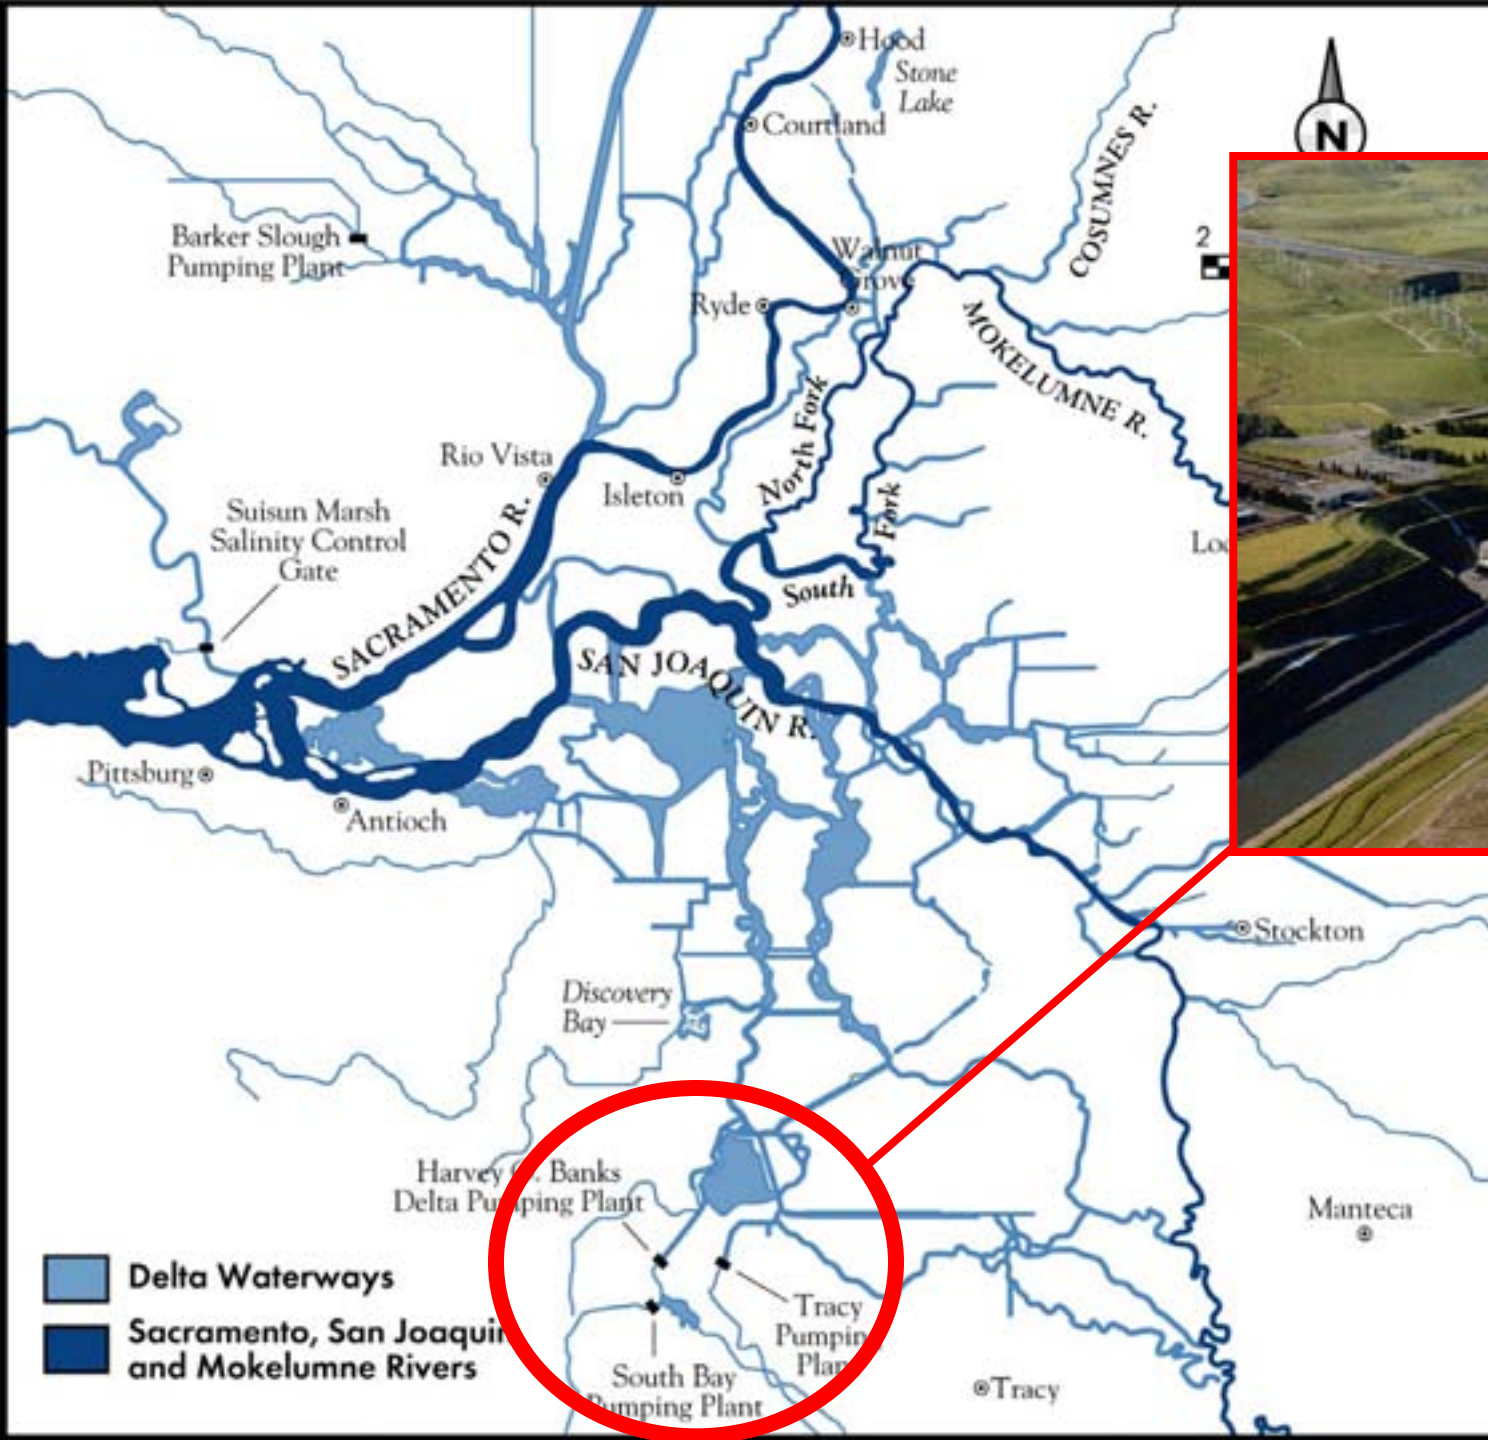 Hood
Stone
Lake
Courtland
N
COSUMNES R.
2
Barker Slough
Pumping Plant
Walnut
Grove
Ryde
MOKELUMNE R.
North Fork
Rio Vista
Isleton
Fork
Suisun Marsh
Salinity Control
Gate
SACRAMENTO R.
South
SAN JOAQUIN R.
Pittsburg
Antioch
Stockton
Discovery
Bay
Harvey O. Banks
Delta Pumping Plant
Manteca
Delta Waterways
Sacramento, San Joaquin
and Mokelumne Rivers
Tracy
Pumping
Plant
South Bay
Pumping Plant
Tracy